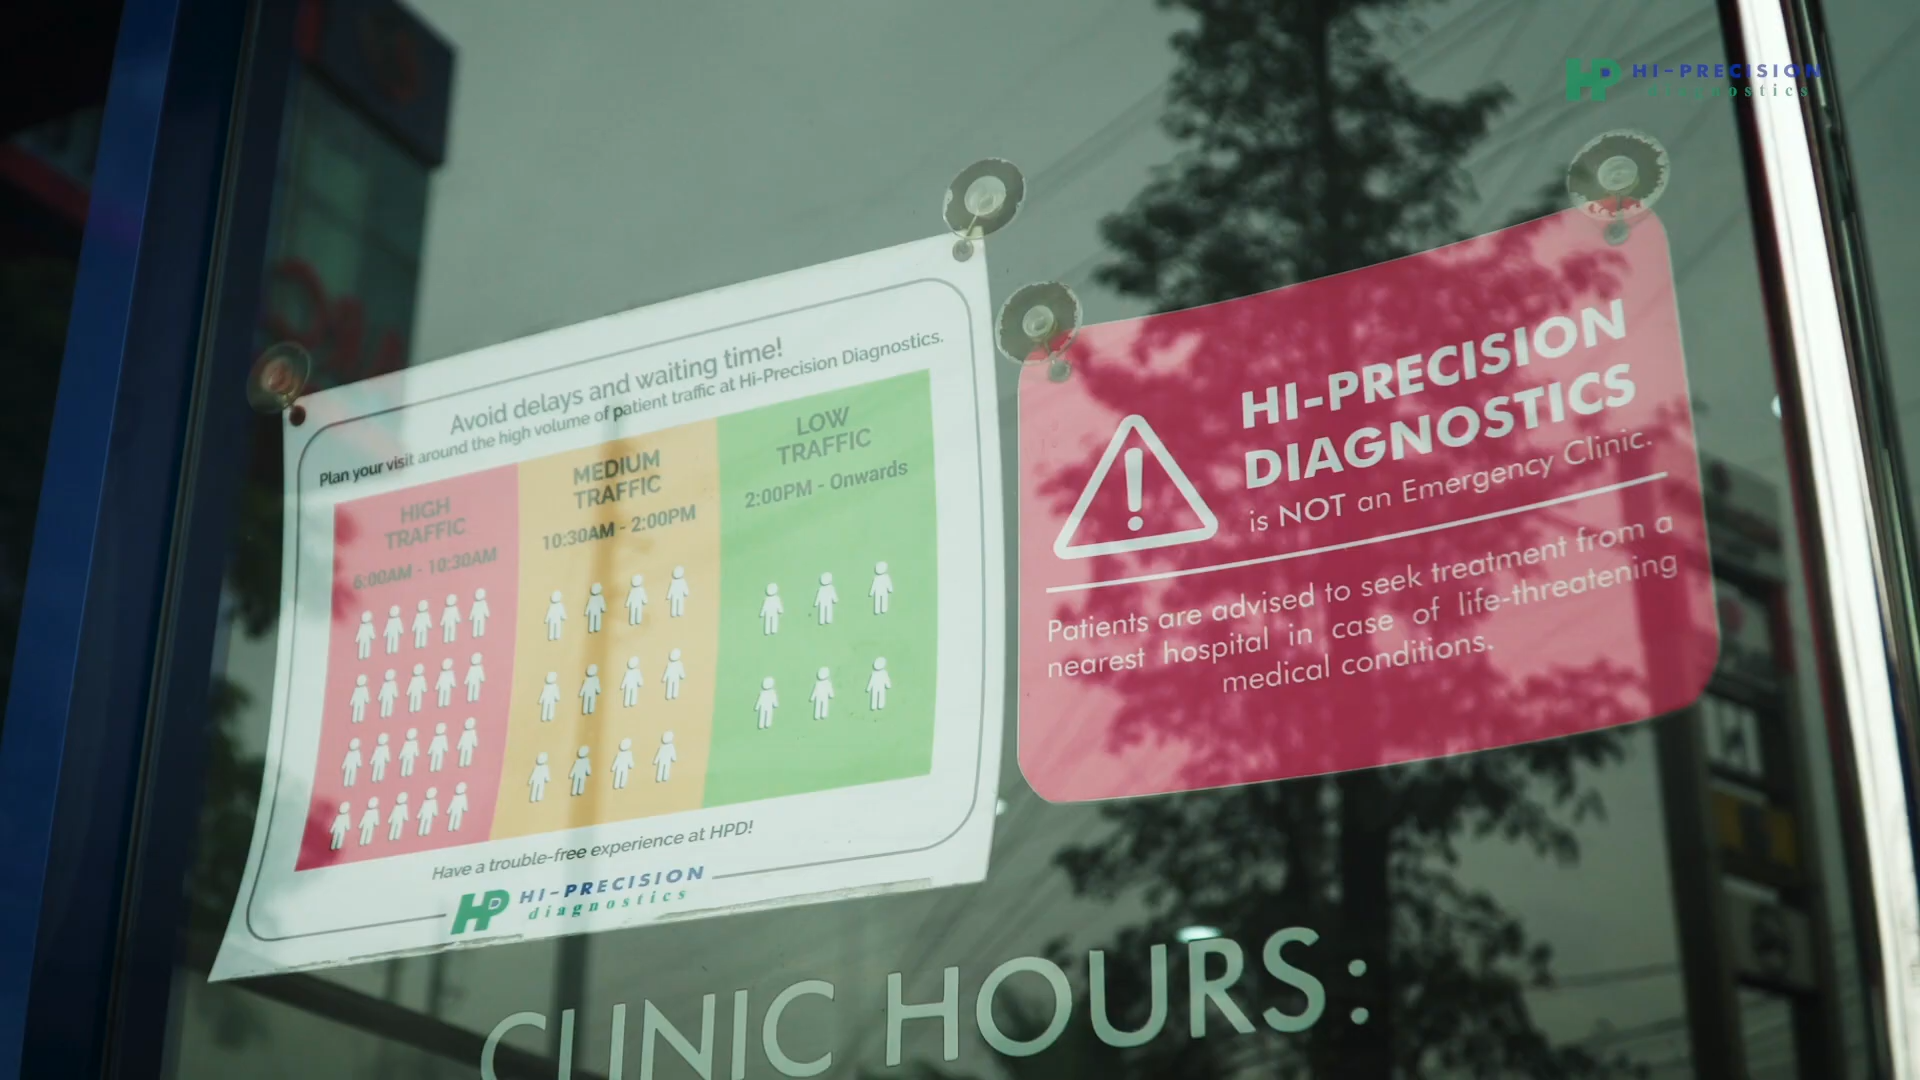 HP HI-PRECISION
diagnostics
Avoid delays and waiting time!
Plan your visit around the high volume of patient traffic at Hi-Precision Diagnostics.
HIGH
TRAFFIC
6:00AM - 10:30AM
MEDIUM
TRAFFIC
10:30AM - 2:00PM
LOW
TRAFFIC
2:00PM - Onwards
Have a trouble-free experience at HPD!
HP HI-PRECISION
diagnostics
HI-PRECISION
DIAGNOSTICS
is NOT an Emergency Clinic.
Patients are advised to seek treatment from a
nearest hospital in case of life-threatening
medical conditions.
CLINIC HOURS: